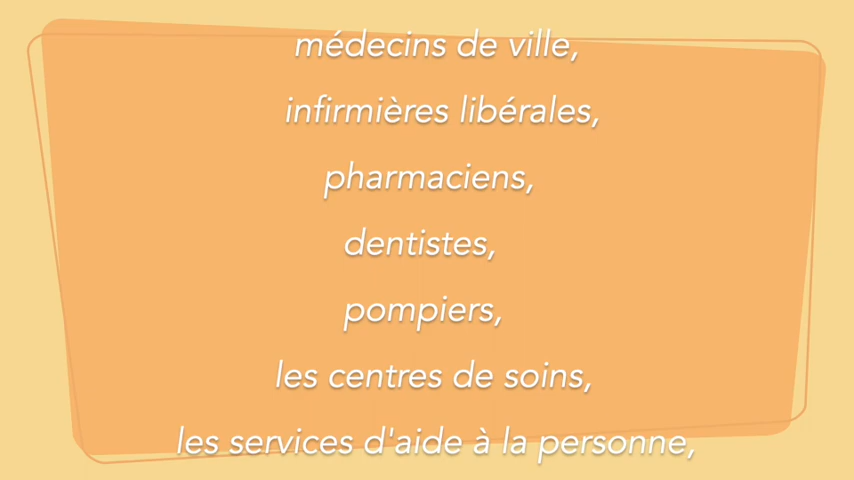 médecins de ville,
infirmières libérales,
pharmaciens,
dentistes,
pompiers,
les centres de soins,
les services d'aide à la personne,